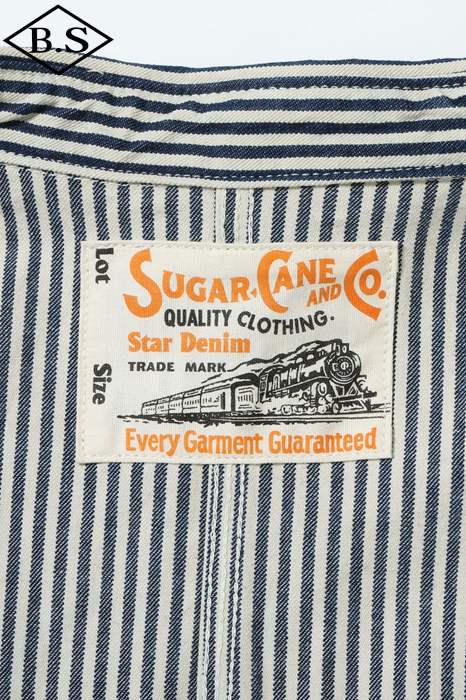 B.S
Lot
Size
SUGAR CANE
AND CO.
QUALITY CLOTHING.
Star Denim
TRADE MARK
Every Garment Guaranteed